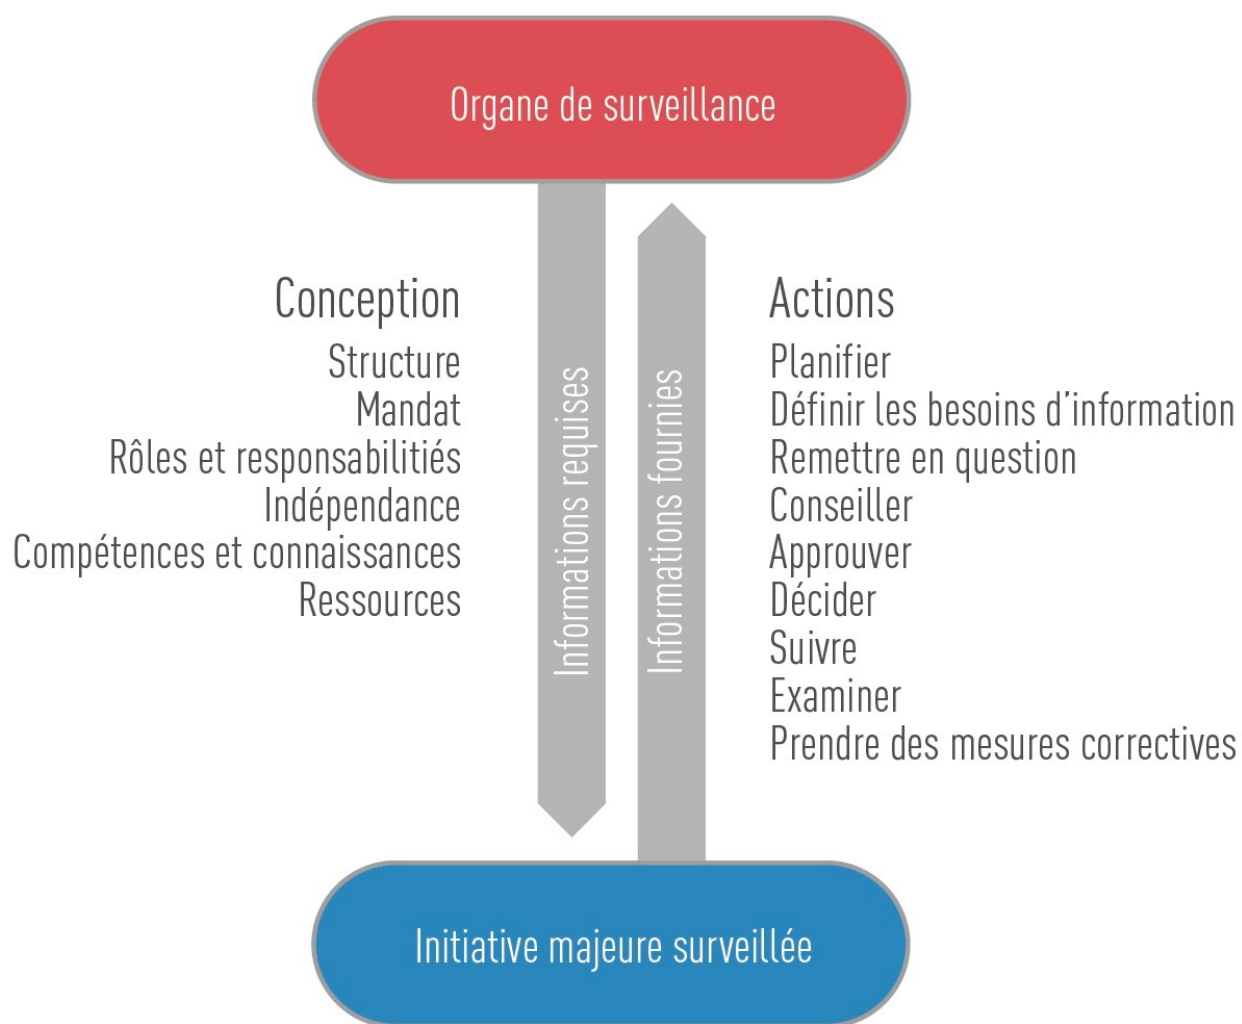 Organe de surveillance
Conception
Structure
Mandat
Rôles et responsabilitiés
Indépendance
Compétences et connaissances
Ressources
Informations requises
Informations fournies
Actions
Planifier
Définir les besoins d’information
Remettre en question
Conseiller
Approuver
Décider
Suivre
Examiner
Prendre des mesures correctives
Initiative majeure surveillée